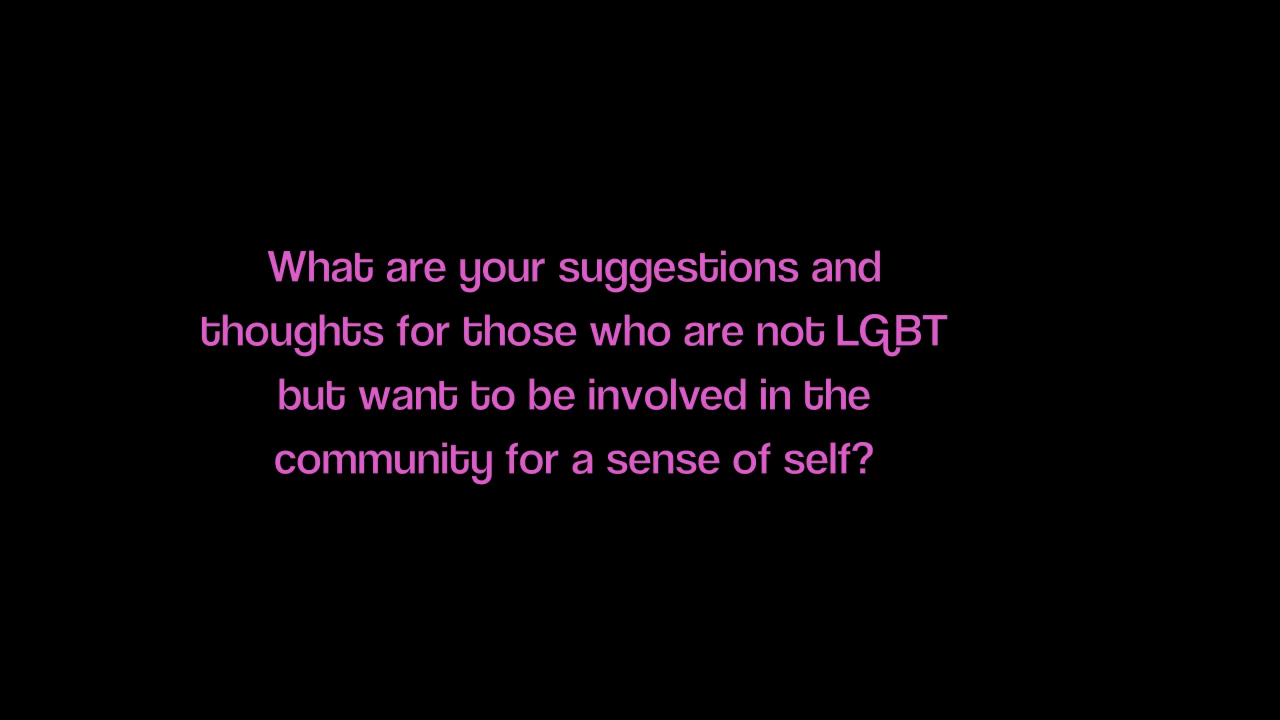 What are your suggestions and
thoughts for those who are not LGBT
but want to be involved in the
community for a sense of self?